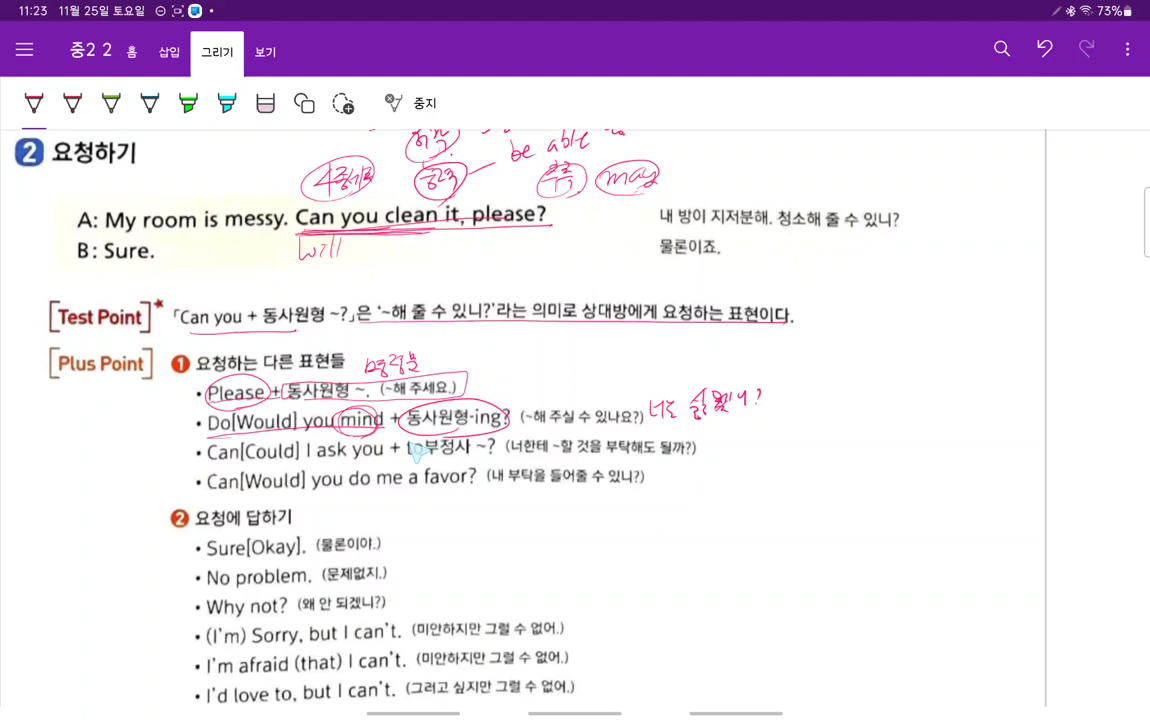 11:23 11월 25일 토요일 73%
중2 2 홈 삽입 그리기 보기
중지
허락
be able to
능력 추측 may
2 요청하기
A: My room is messy. Can you clean it, please? 내 방이 지저분해. 청소해 줄 수 있니?
B: Sure. 물론이죠.
will
[Test Point]* 「Can you + 동사원형 ~?」은 ‘~해 줄 수 있니?’라는 의미로 상대방에게 요청하는 표현이다.
[Plus Point] 1 요청하는 다른 표현들 명령문
• Please + 동사원형 ~. (~해 주세요.)
• Do[Would] you mind + 동사원형-ing? (~해 주실 수 있나요?) 너는
• Can[Could] I ask you + to부정사 ~? (너한테 ~할 것을 부탁해도 될까?)
• Can[Would] you do me a favor? (내 부탁을 들어줄 수 있니?)
2 요청에 답하기
• Sure[Okay]. (물론이야.)
• No problem. (문제없지.)
• Why not? (왜 안 되겠니?)
• (I’m) Sorry, but I can’t. (미안하지만 그럴 수 없어.)
• I’m afraid (that) I can’t. (미안하지만 그럴 수 없어.)
• I’d love to, but I can’t. (그러고 싶지만 그럴 수 없어.)